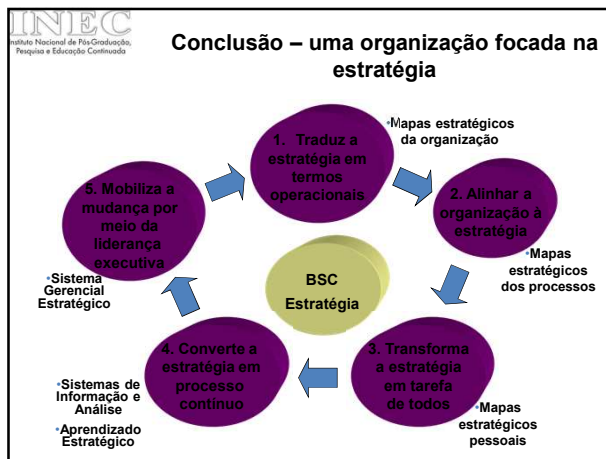 INEC
Instituto Nacional de Pós-Graduação,
Pesquisa e Educação Continuada
Conclusão – uma organização focada na
estratégia
1. Traduz a
estratégia em
termos
operacionais
•Mapas estratégicos
da organização
2. Alinhar a
organização à
estratégia
•Mapas
estratégicos
dos processos
3. Transforma
a estratégia
em tarefa
de todos
•Mapas
estratégicos
pessoais
4. Converte a
estratégia em
processo
contínuo
•Sistemas de
Informação e
Análise
•Aprendizado
Estratégico
5. Mobiliza a
mudança por
meio da
liderança
executiva
•Sistema
Gerencial
Estratégico
BSC
Estratégia